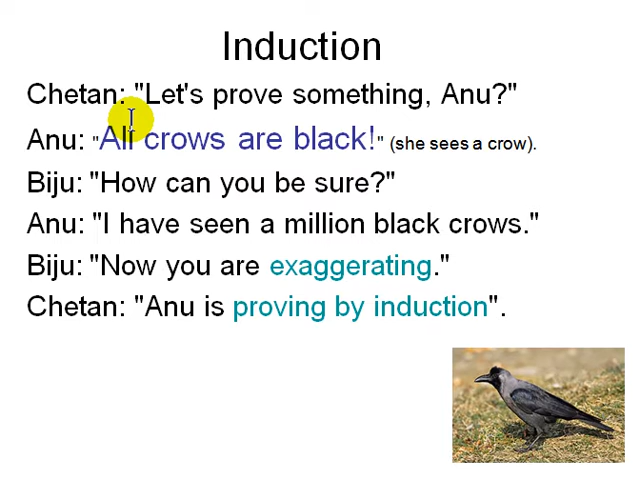 Induction
Chetan: "Let's prove something, Anu?"
Anu: "All crows are black!" (she sees a crow).
Biju: "How can you be sure?"
Anu: "I have seen a million black crows."
Biju: "Now you are exaggerating."
Chetan: "Anu is proving by induction".